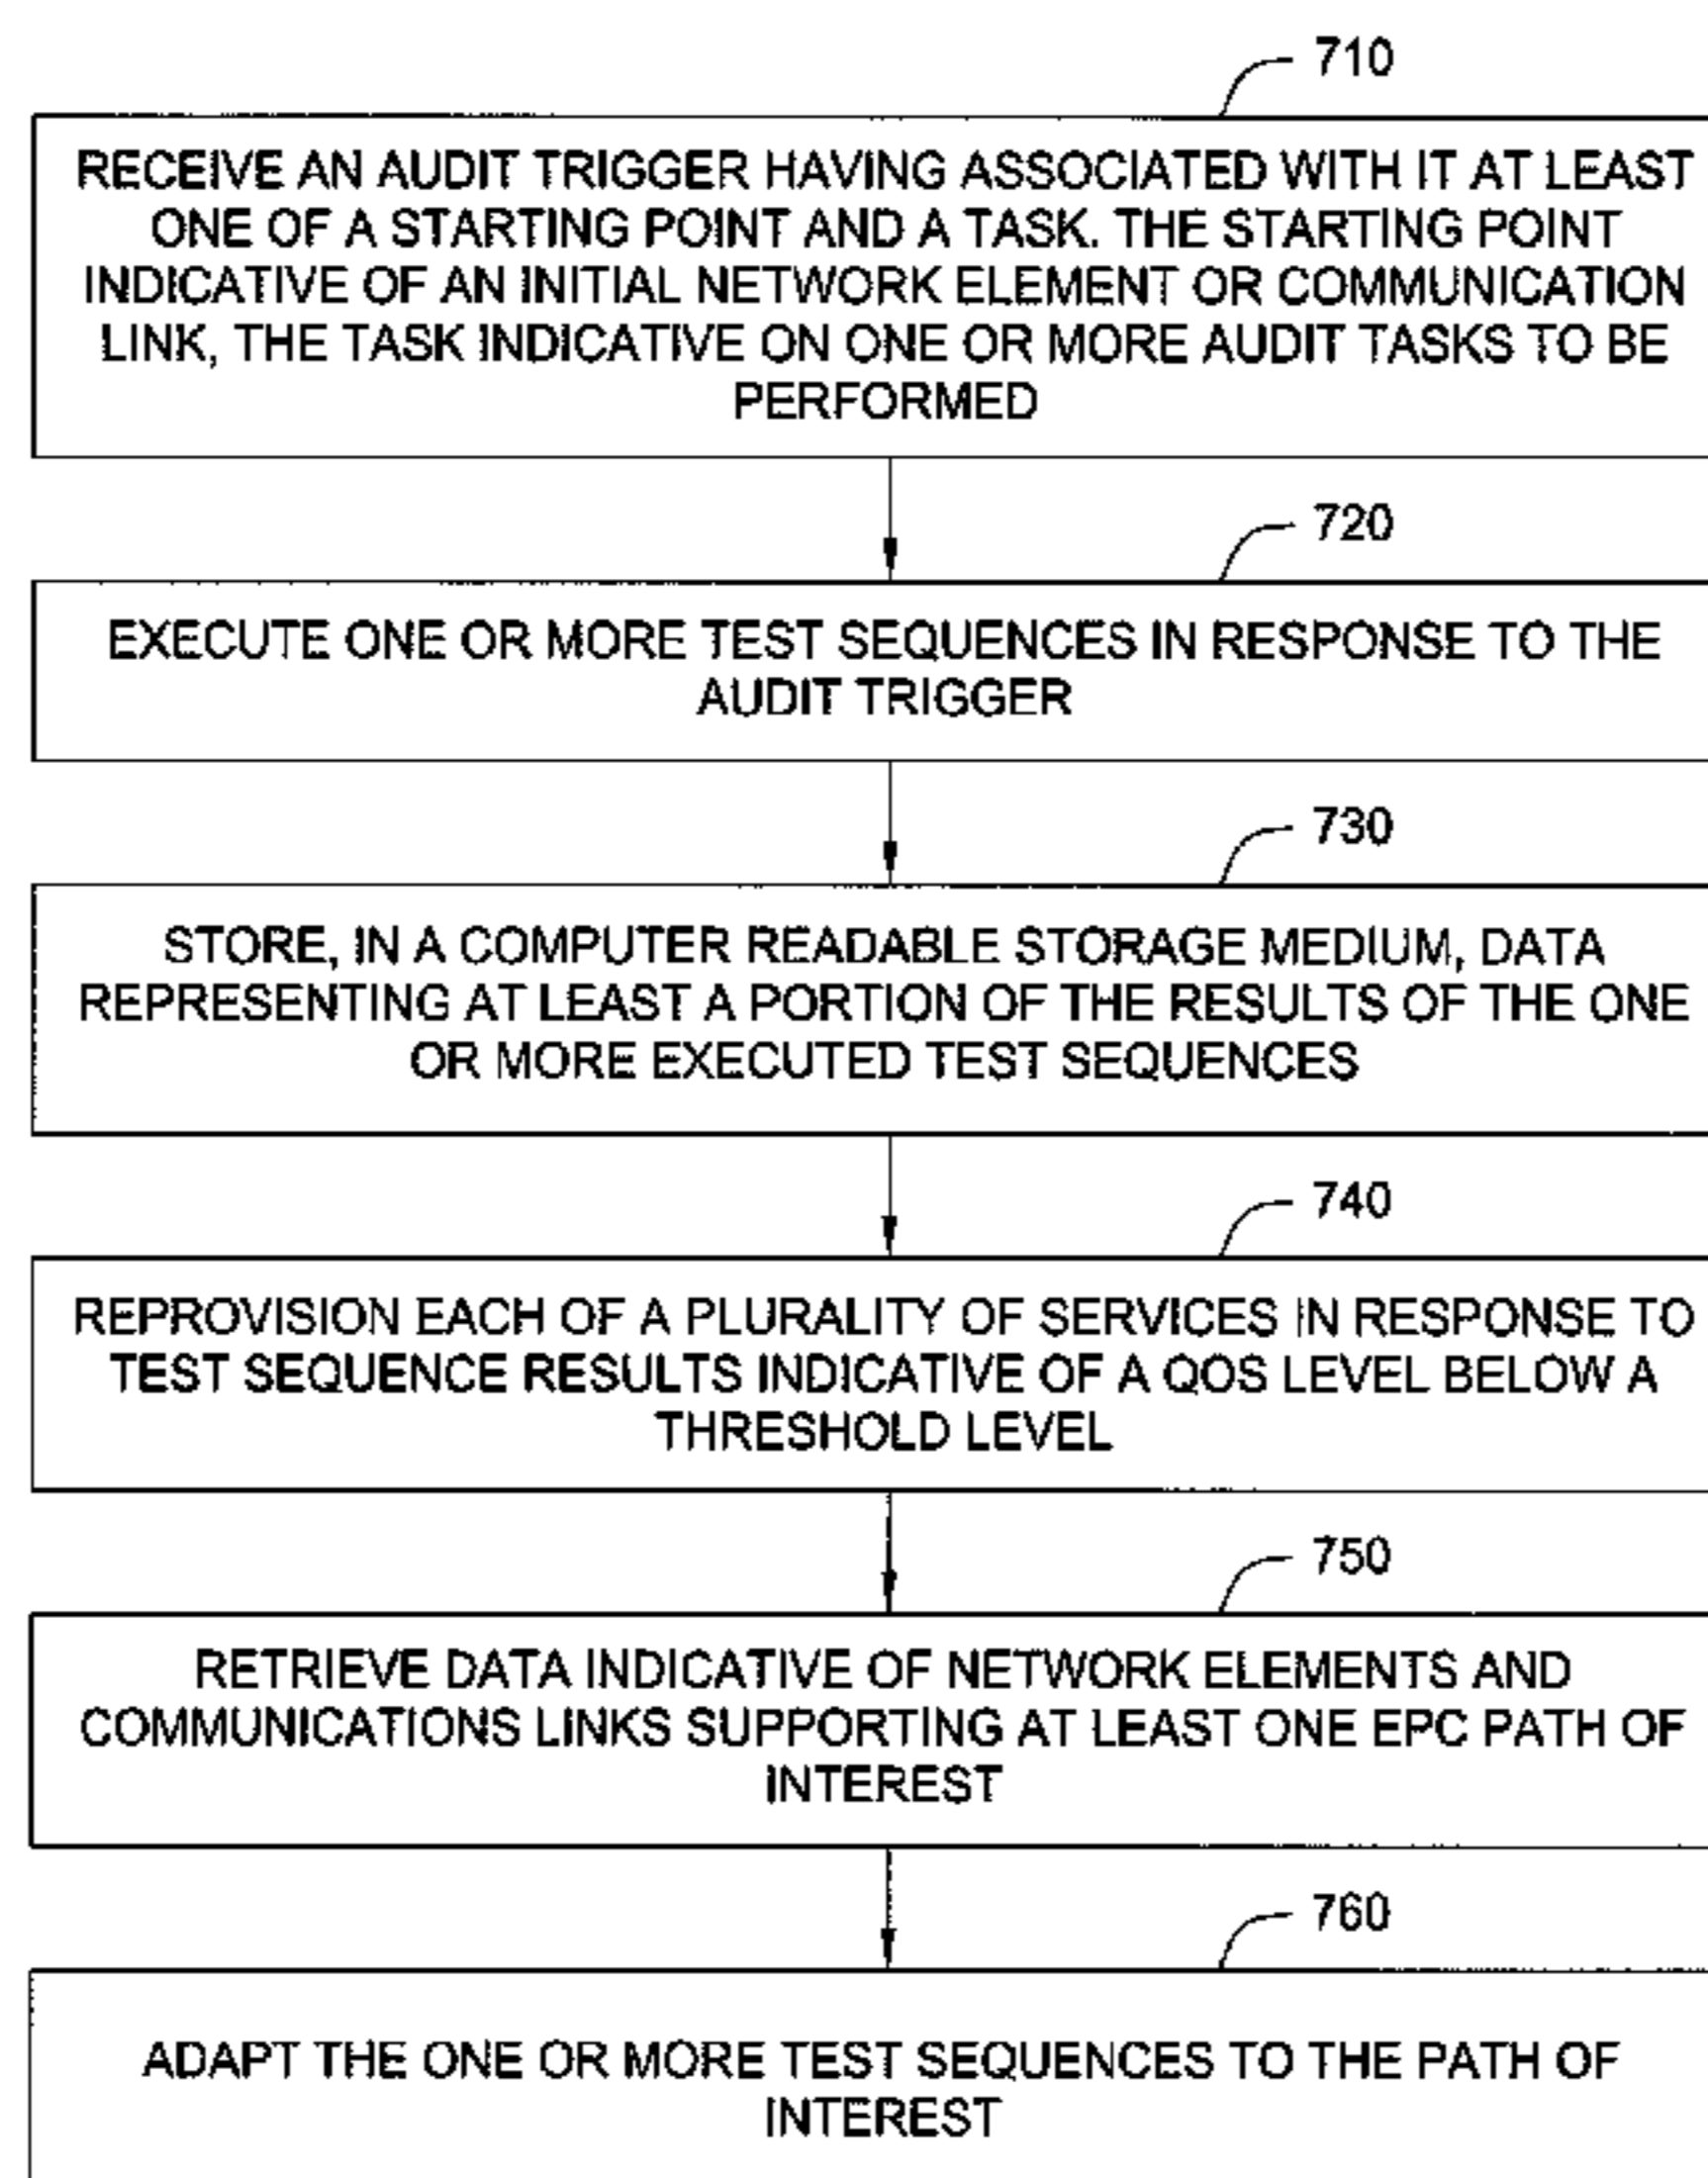 710
RECEIVE AN AUDIT TRIGGER HAVING ASSOCIATED WITH IT AT LEAST
ONE OF A STARTING POINT AND A TASK. THE STARTING POINT
INDICATIVE OF AN INITIAL NETWORK ELEMENT OR COMMUNICATION
LINK, THE TASK INDICATIVE ON ONE OR MORE AUDIT TASKS TO BE
PERFORMED
720
EXECUTE ONE OR MORE TEST SEQUENCES IN RESPONSE TO THE
AUDIT TRIGGER
730
STORE, IN A COMPUTER READABLE STORAGE MEDIUM, DATA
REPRESENTING AT LEAST A PORTION OF THE RESULTS OF THE ONE
OR MORE EXECUTED TEST SEQUENCES
740
REPROVISION EACH OF A PLURALITY OF SERVICES IN RESPONSE TO
TEST SEQUENCE RESULTS INDICATIVE OF A QOS LEVEL BELOW A
THRESHOLD LEVEL
750
RETRIEVE DATA INDICATIVE OF NETWORK ELEMENTS AND
COMMUNICATIONS LINKS SUPPORTING AT LEAST ONE EPC PATH OF
INTEREST
760
ADAPT THE ONE OR MORE TEST SEQUENCES TO THE PATH OF
INTEREST